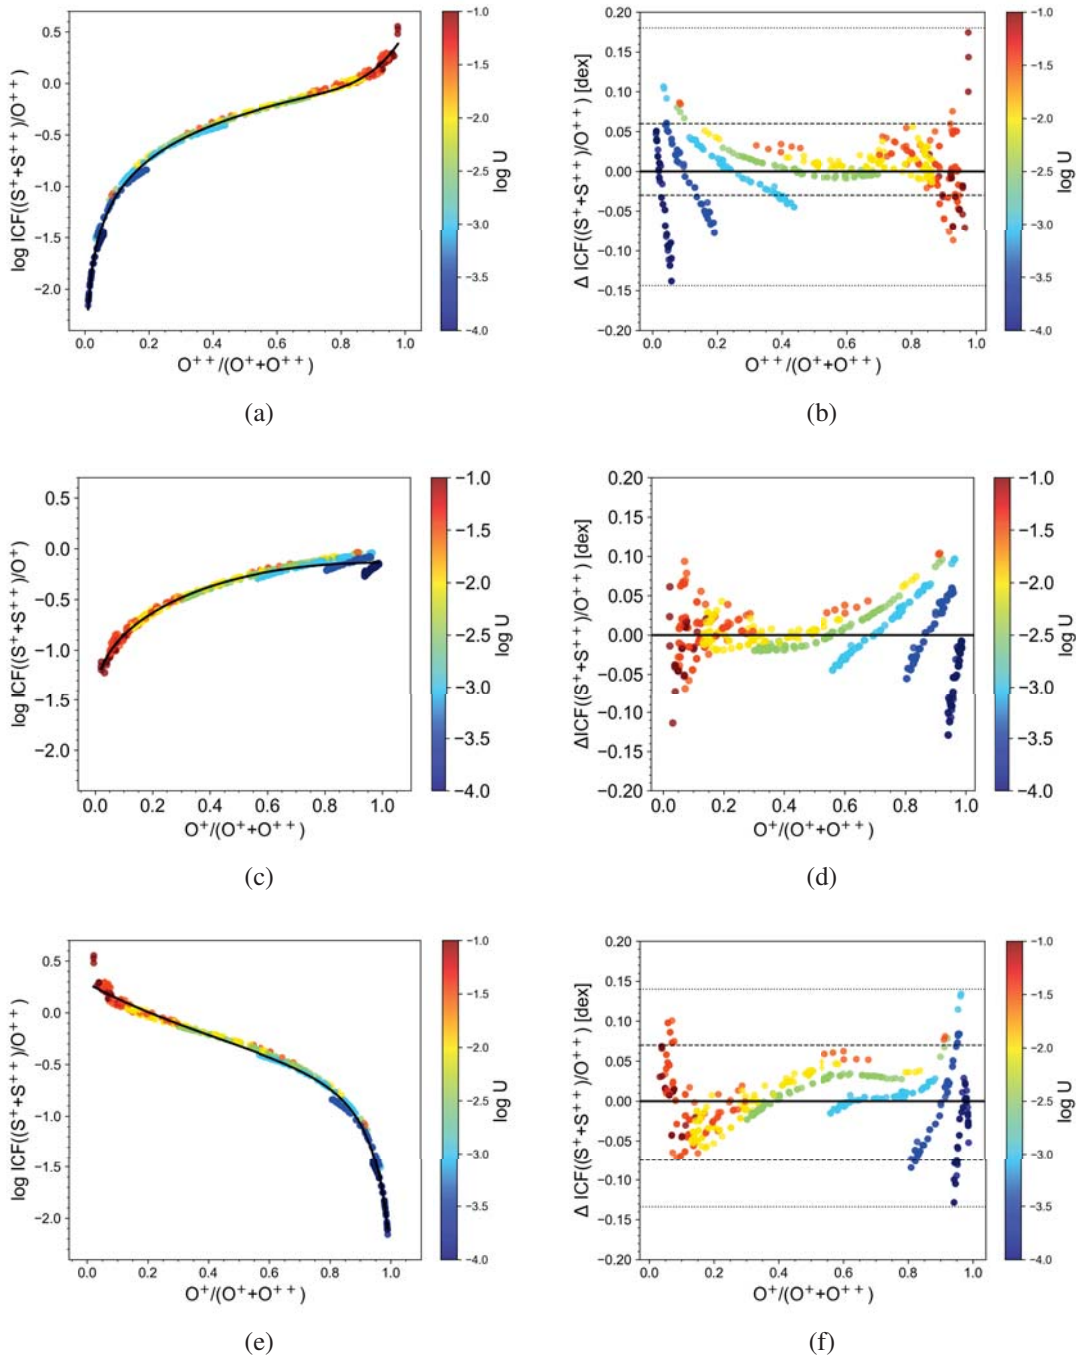 0.5
0.0
−0.5
−1.0
−1.5
−2.0
log ICF((S⁺+S⁺⁺)/O⁺⁺)
0.0 0.2 0.4 0.6 0.8 1.0
O⁺⁺/(O⁺+O⁺⁺)
−1.0
−1.5
−2.0
−2.5
−3.0
−3.5
−4.0
log U
(a)
0.20
0.15
0.10
0.05
0.00
−0.05
−0.10
−0.15
−0.20
Δ ICF((S⁺+S⁺⁺)/O⁺⁺) [dex]
0.0 0.2 0.4 0.6 0.8 1.0
O⁺⁺/(O⁺+O⁺⁺)
−1.0
−1.5
−2.0
−2.5
−3.0
−3.5
−4.0
log U
(b)
0.5
0.0
−0.5
−1.0
−1.5
−2.0
log ICF((S⁺+S⁺⁺)/O⁺)
0.0 0.2 0.4 0.6 0.8 1.0
O⁺/(O⁺+O⁺⁺)
−1.0
−1.5
−2.0
−2.5
−3.0
−3.5
−4.0
log U
(c)
0.20
0.15
0.10
0.05
0.00
−0.05
−0.10
−0.15
−0.20
ΔICF((S⁺+S⁺⁺)/O⁺⁺) [dex]
0.0 0.2 0.4 0.6 0.8 1.0
O⁺/(O⁺+O⁺⁺)
−1.0
−1.5
−2.0
−2.5
−3.0
−3.5
−4.0
log U
(d)
0.5
0.0
−0.5
−1.0
−1.5
−2.0
log ICF((S⁺+S⁺⁺)/O⁺⁺)
0.0 0.2 0.4 0.6 0.8 1.0
O⁺/(O⁺+O⁺⁺)
−1.0
−1.5
−2.0
−2.5
−3.0
−3.5
−4.0
log U
(e)
0.20
0.15
0.10
0.05
0.00
−0.05
−0.10
−0.15
−0.20
Δ ICF((S⁺+S⁺⁺)/O⁺⁺) [dex]
0.0 0.2 0.4 0.6 0.8 1.0
O⁺/(O⁺+O⁺⁺)
−1.0
−1.5
−2.0
−2.5
−3.0
−3.5
−4.0
log U
(f)